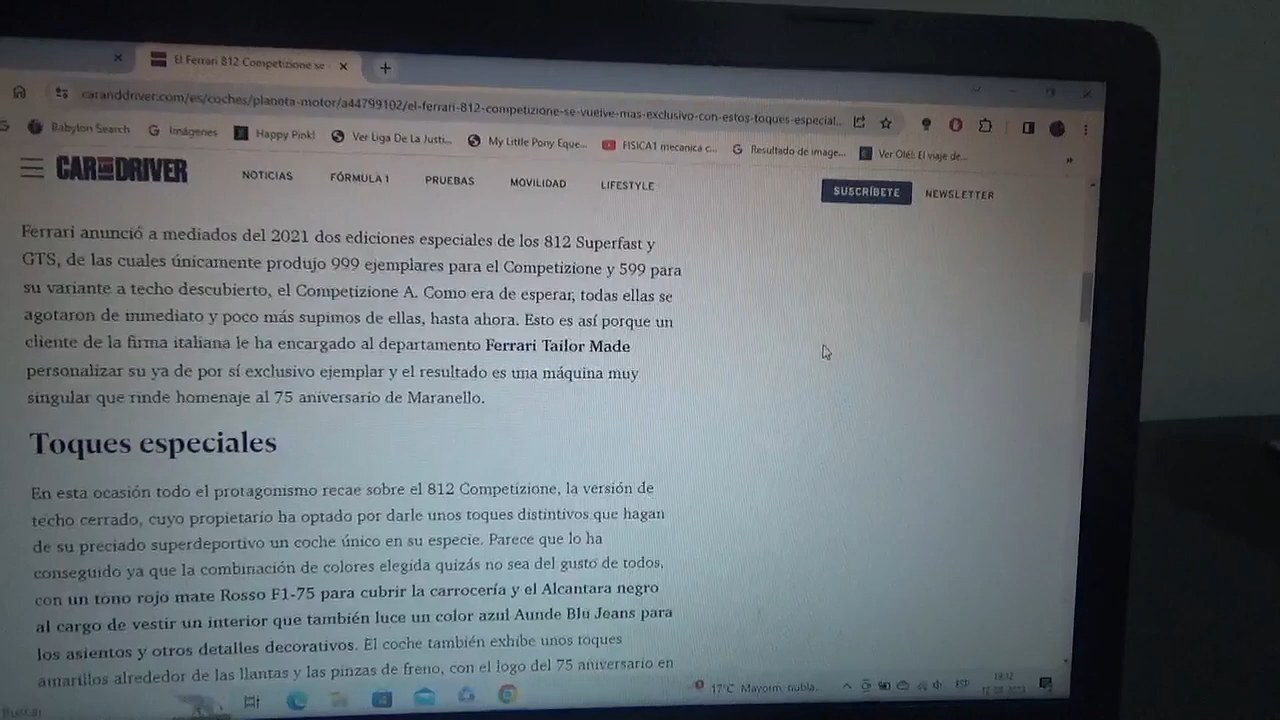 El Ferrari 812 Competizione se
caranddriver.com/es/coches/planeta-motor/a44799102/el-ferrari-812-competizione-se-vuelve-mas-exclusivo-con-estos-toques-especial...
Babylon Search Imágenes Happy Pink! Ver Liga De La Justi... My Little Pony Eque... FISICA1 mecanica c... Resultado de image... Ver Olé!: El viaje de...
CAR AND DRIVER NOTICIAS FÓRMULA 1 PRUEBAS MOVILIDAD LIFESTYLE SUSCRÍBETE NEWSLETTER
Ferrari anunció a mediados del 2021 dos ediciones especiales de los 812 Superfast y
GTS, de las cuales únicamente produjo 999 ejemplares para el Competizione y 599 para
su variante a techo descubierto, el Competizione A. Como era de esperar, todas ellas se
agotaron de inmediato y poco más supimos de ellas, hasta ahora. Esto es así porque un
cliente de la firma italiana le ha encargado al departamento Ferrari Tailor Made
personalizar su ya de por sí exclusivo ejemplar y el resultado es una máquina muy
singular que rinde homenaje al 75 aniversario de Maranello.
Toques especiales
En esta ocasión todo el protagonismo recae sobre el 812 Competizione, la versión de
techo cerrado, cuyo propietario ha optado por darle unos toques distintivos que hagan
de su preciado superdeportivo un coche único en su especie. Parece que lo ha
conseguido ya que la combinación de colores elegida quizás no sea del gusto de todos,
con un tono rojo mate Rosso F1-75 para cubrir la carrocería y el Alcantara negro
al cargo de vestir un interior que también luce un color azul Aunde Blu Jeans para
los asientos y otros detalles decorativos. El coche también exhibe unos toques
amarillos alrededor de las llantas y las pinzas de freno, con el logo del 75 aniversario en
17°C Mayorm. nubla... ESP